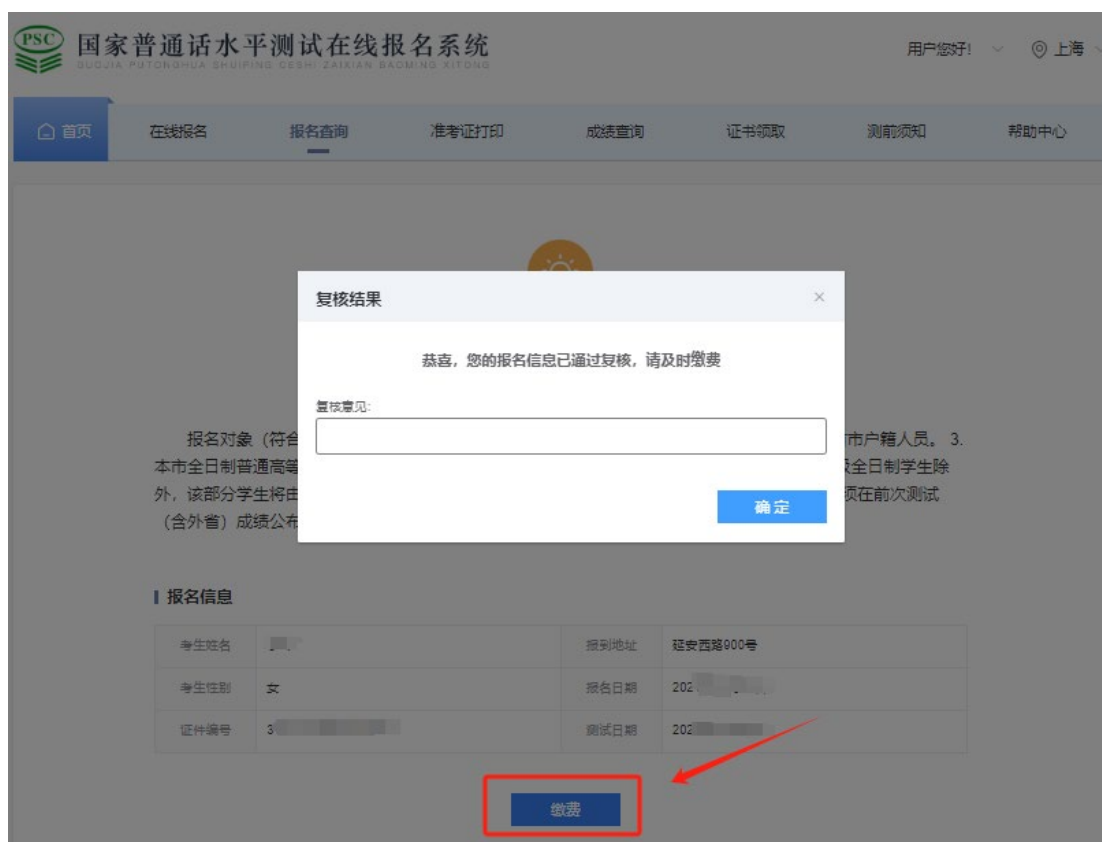 PSC
国家普通话水平测试在线报名系统
GUOJIA PUTONGHUA SHUIPING CESHI ZAIXIAN BAOMING XITONG
用户您好!
上海
首页
在线报名
报名查询
准考证打印
成绩查询
证书领取
测前须知
帮助中心
复核结果
×
恭喜，您的报名信息已通过复核，请及时缴费
复核意见:
确定
报名对象（符合
市户籍人员。 3.
本市全日制普通高等
全日制学生除
外，该部分学生将由
须在前次测试
（含外省）成绩公布
报名信息
考生姓名
报到地址
延安西路900号
考生性别
女
报名日期
202
证件编号
3
测试日期
202
缴费